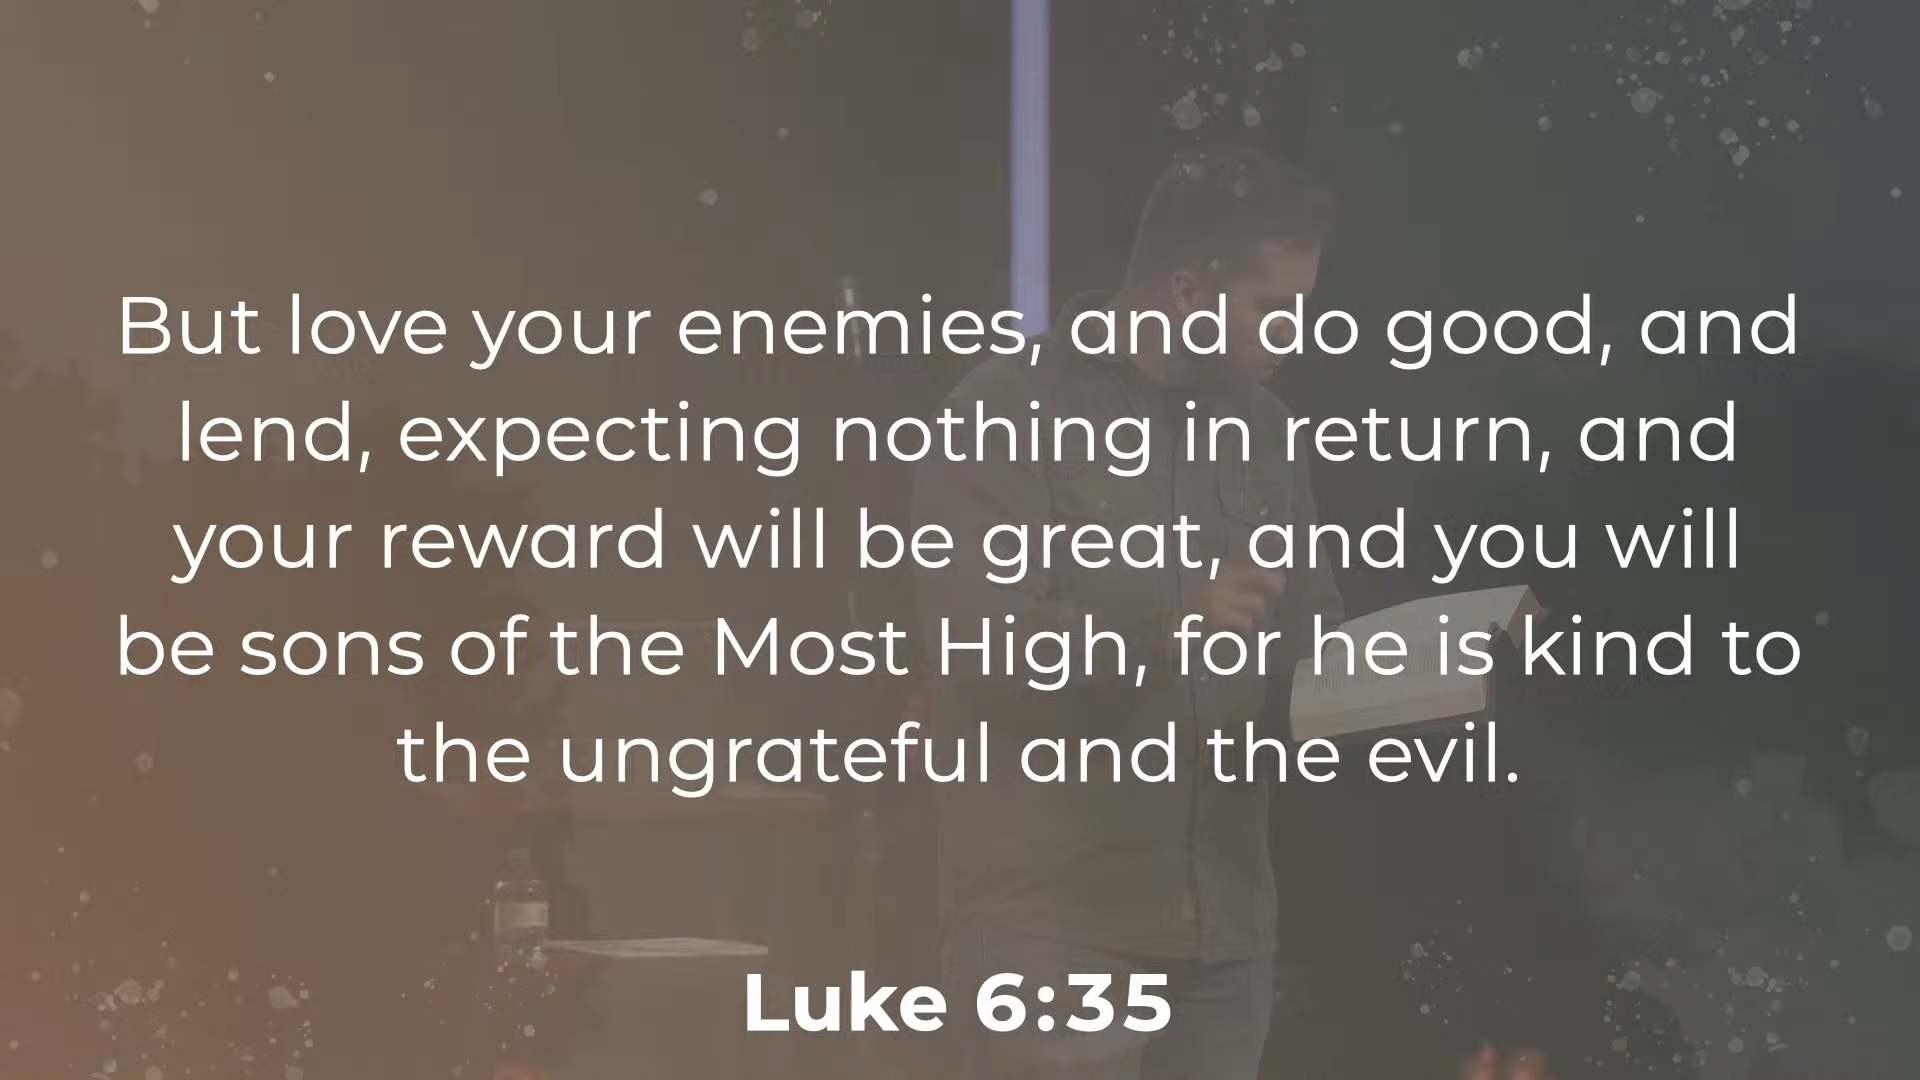 But love your enemies, and do good, and
lend, expecting nothing in return, and
your reward will be great, and you will
be sons of the Most High, for he is kind to
the ungrateful and the evil.
Luke 6:35